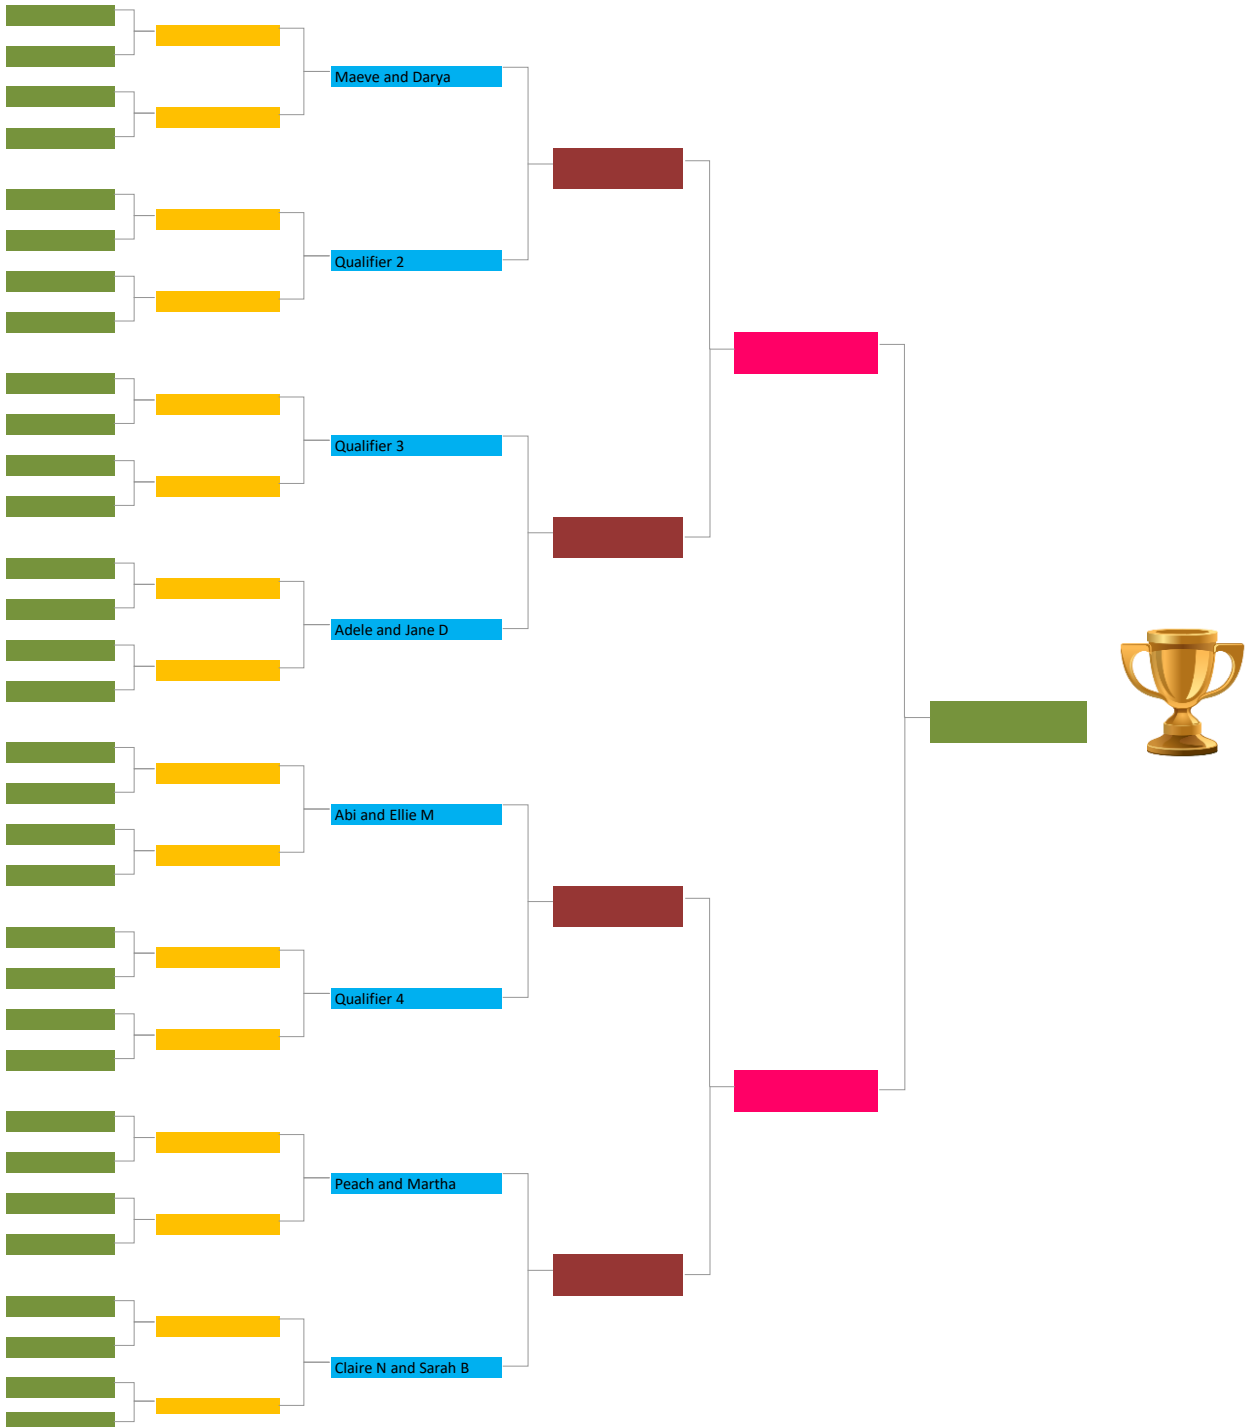 Maeve and Darya
Qualifier 2
Qualifier 3
Adele and Jane D
Abi and Ellie M
Qualifier 4
Peach and Martha
Claire N and Sarah B